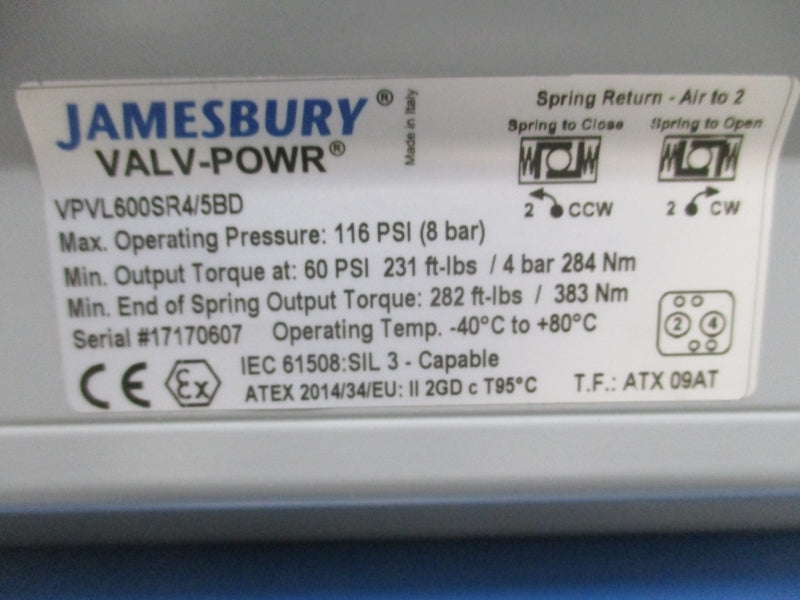 JAMESBURY®
VALV-POWR®
Made in Italy
Spring Return - Air to 2
Spring to Close Spring to Open
2 CCW 2 CW
VPVL600SR4/5BD
Max. Operating Pressure: 116 PSI (8 bar)
Min. Output Torque at: 60 PSI 231 ft-lbs / 4 bar 284 Nm
Min. End of Spring Output Torque: 282 ft-lbs / 383 Nm
Serial #17170607 Operating Temp. -40°C to +80°C
2 4
IEC 61508:SIL 3 - Capable
CE Ex ATEX 2014/34/EU: II 2GD c T95°C T.F.: ATX 09AT